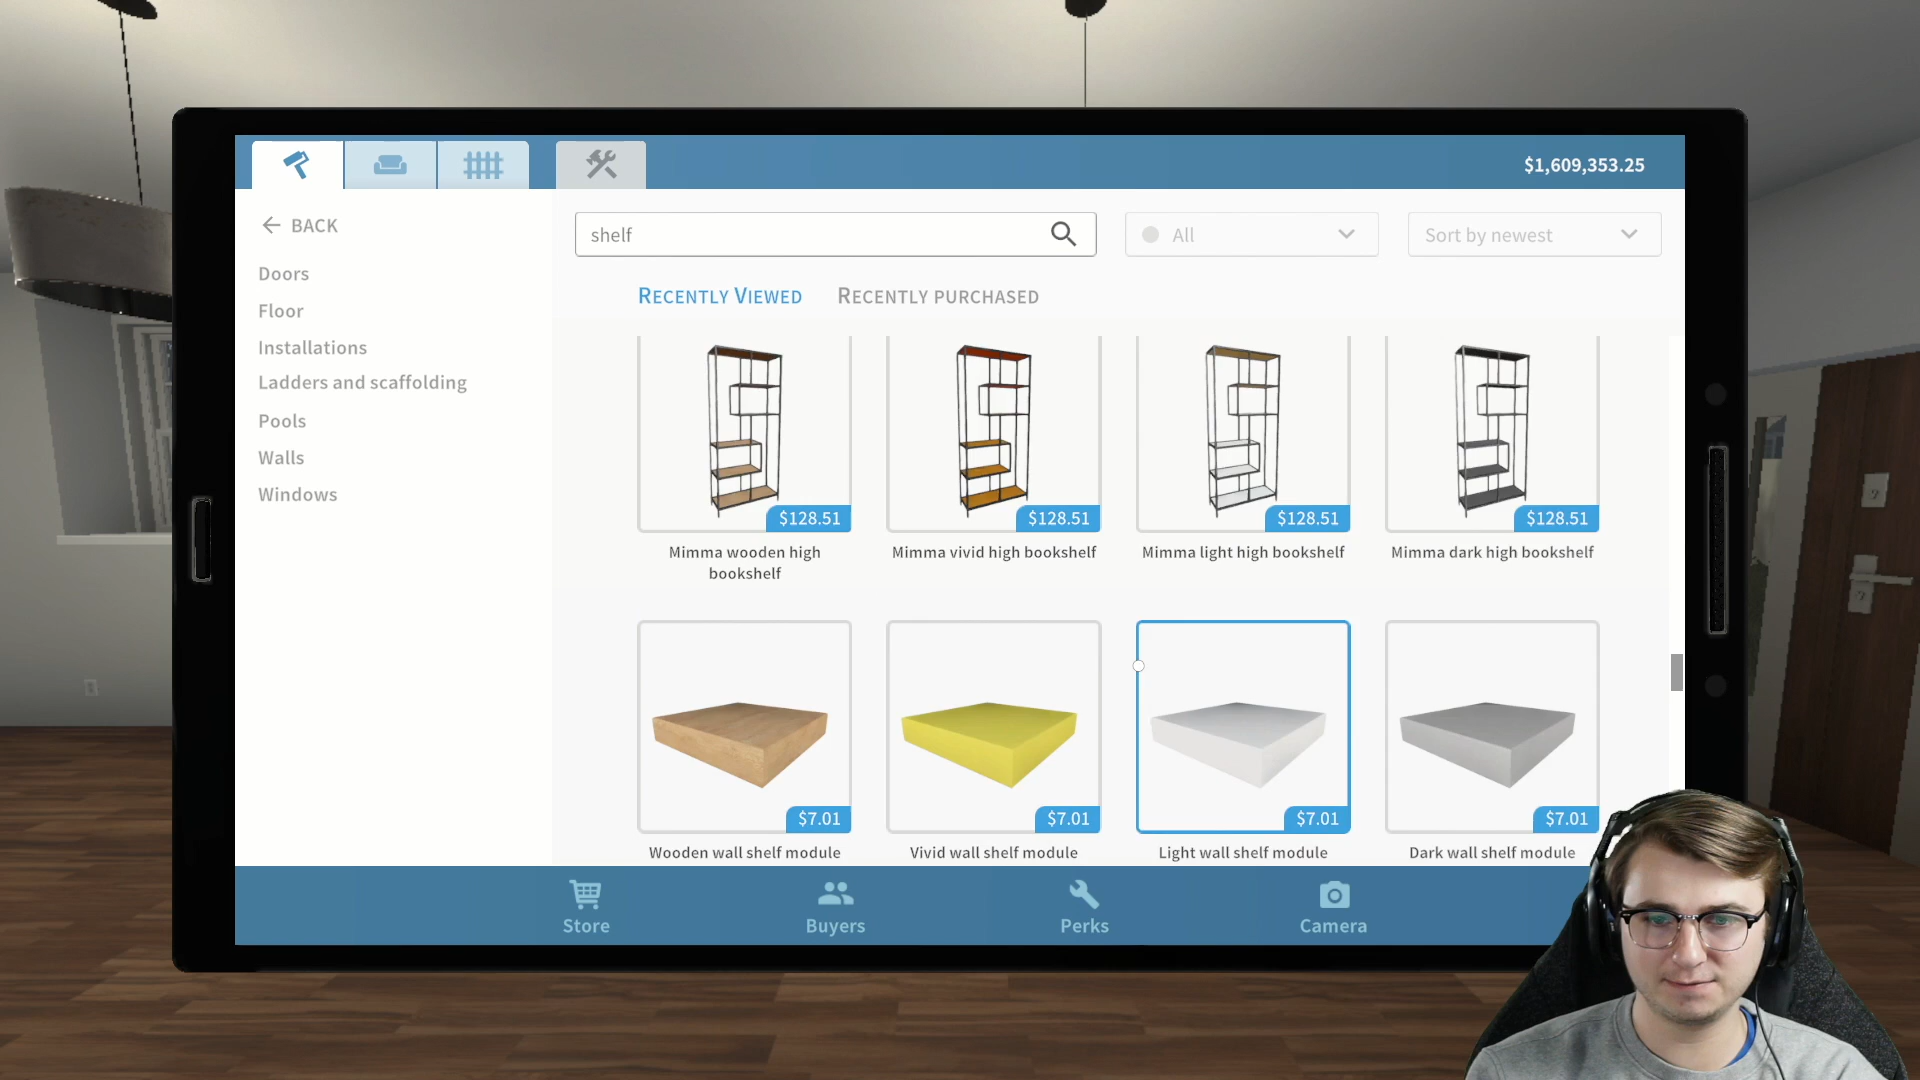 $1,609,353.25
BACK
shelf
All
Sort by newest
Doors
RECENTLY VIEWED
RECENTLY PURCHASED
Floor
Installations
Ladders and scaffolding
Pools
Walls
Windows
$128.51
$128.51
$128.51
$128.51
Mimma wooden high
bookshelf
Mimma vivid high bookshelf
Mimma light high bookshelf
Mimma dark high bookshelf
$7.01
$7.01
$7.01
$7.01
Wooden wall shelf module
Vivid wall shelf module
Light wall shelf module
Dark wall shelf module
Store
Buyers
Perks
Camera